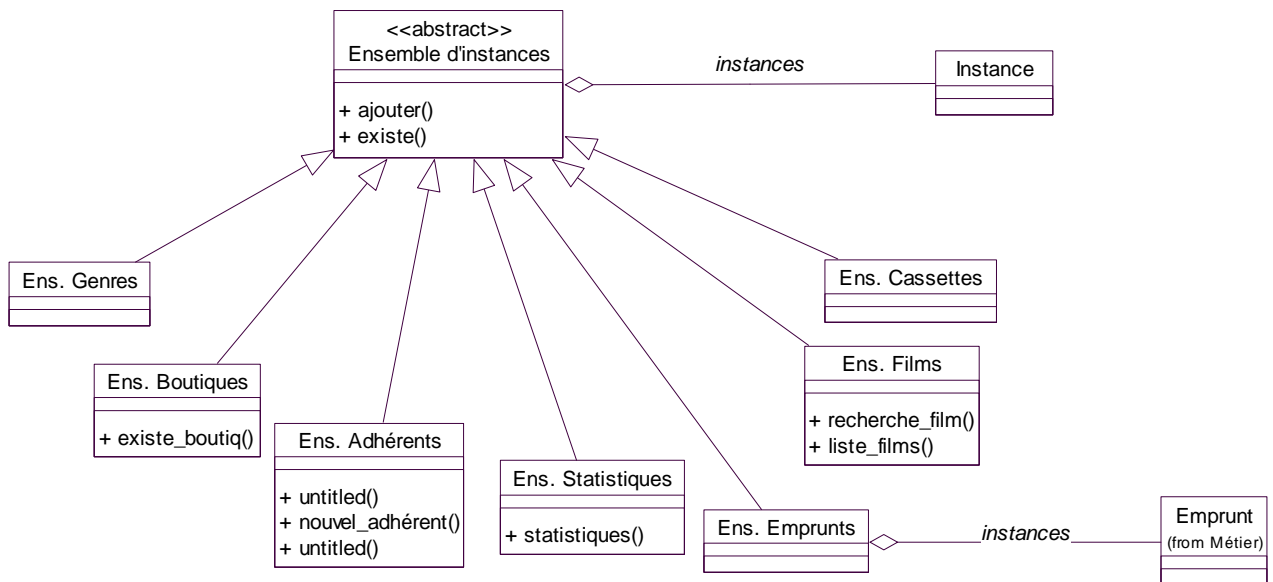 <<abstract>>
Ensemble d'instances
+ ajouter()
+ existe()
instances
Instance
Ens. Genres
Ens. Cassettes
Ens. Boutiques
+ existe_boutiq()
Ens. Films
+ recherche_film()
+ liste_films()
Ens. Adhérents
+ untitled()
+ nouvel_adhérent()
+ untitled()
Ens. Statistiques
+ statistiques()
Ens. Emprunts
instances
Emprunt
(from Métier)